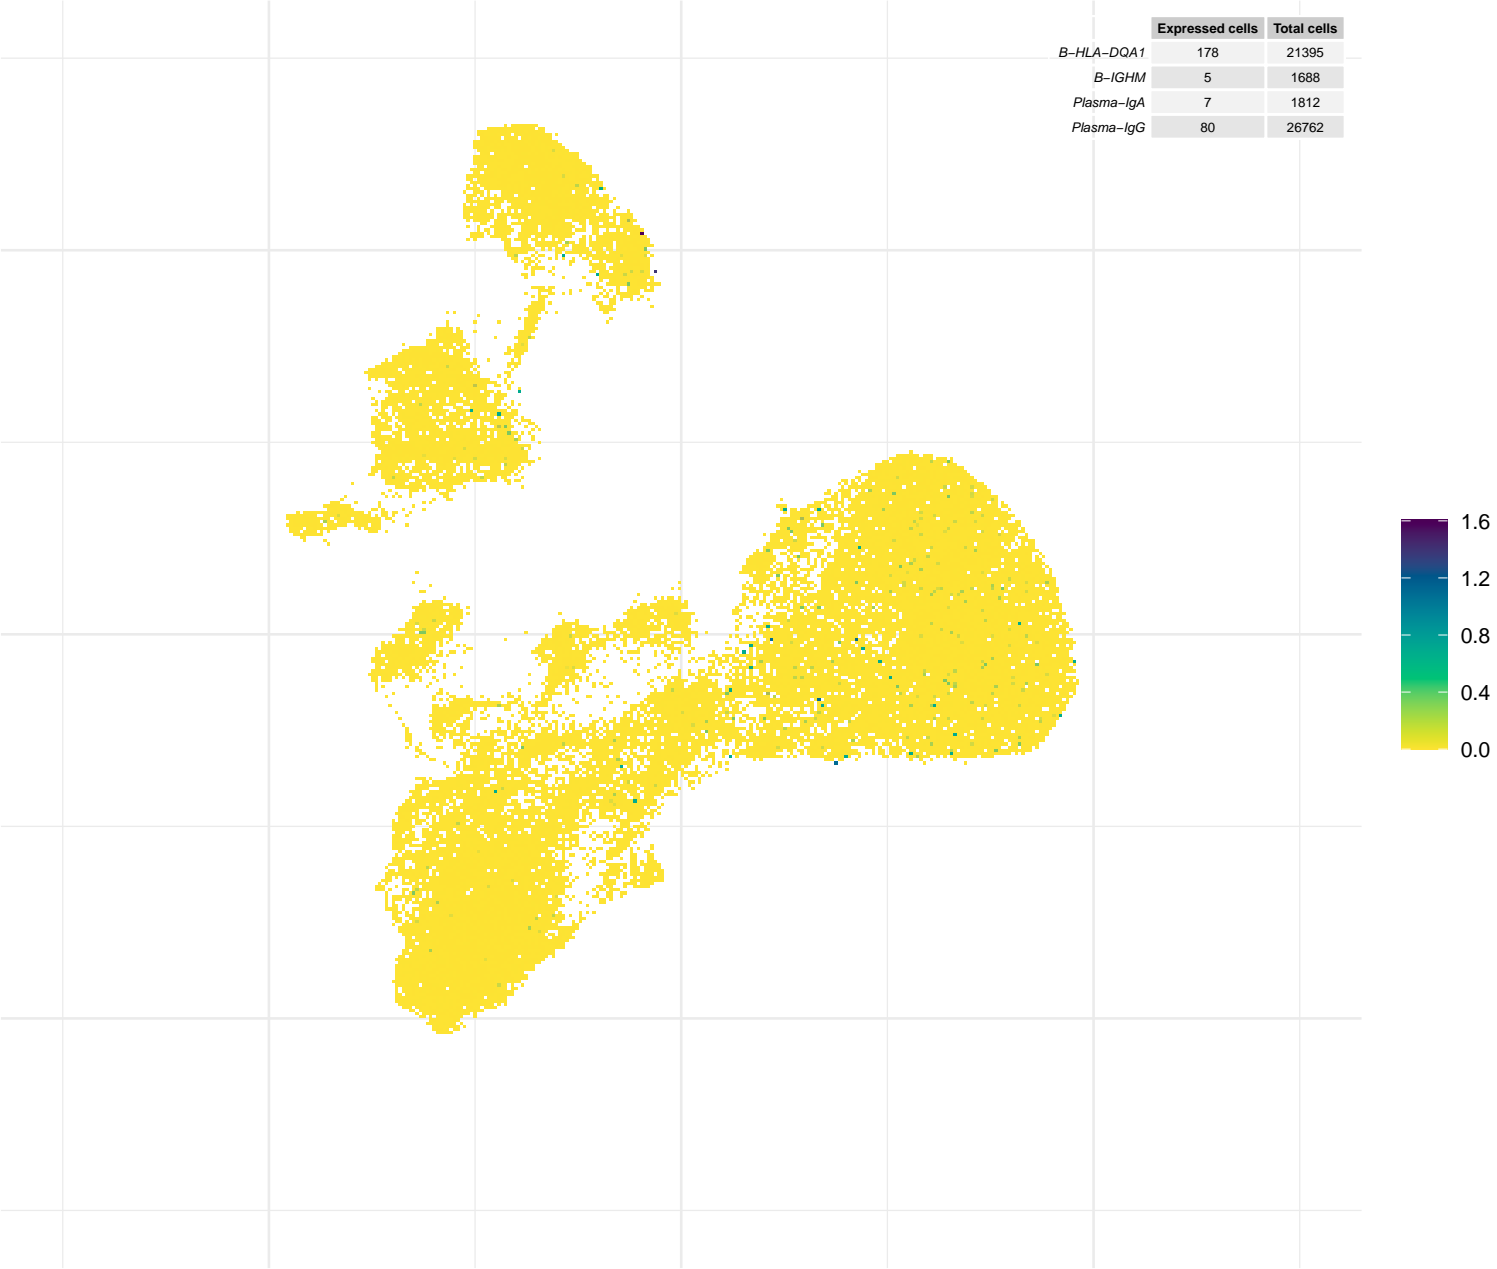 Expressed cells Total cells
B−HLA−DQA1 178 21395
B−IGHM 5 1688
Plasma−IgA 7 1812
Plasma−IgG 80 26762
1.6
1.2
0.8
0.4
0.0